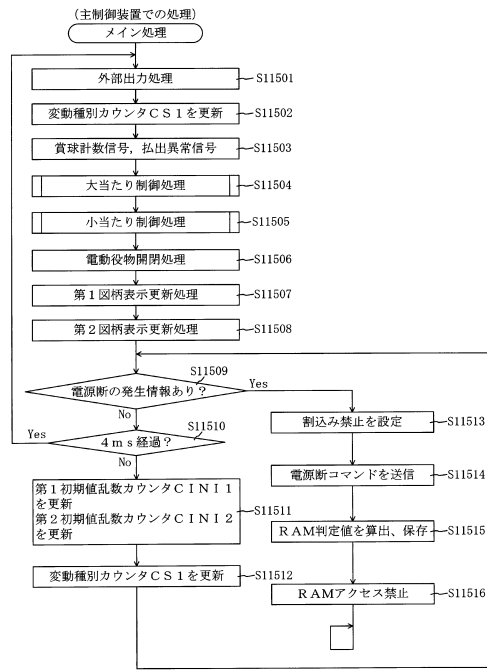 (主制御装置での処理)
メイン処理
外部出力処理
S11501
変動種別カウンタCS1を更新
S11502
賞球計数信号,払出異常信号
S11503
大当たり制御処理
S11504
小当たり制御処理
S11505
電動役物開閉処理
S11506
第1図柄表示更新処理
S11507
第2図柄表示更新処理
S11508
電源断の発生情報あり?
S11509
Yes
No
4ms経過?
S11510
Yes
No
第1初期値乱数カウンタCINI1
を更新
第2初期値乱数カウンタCINI2
を更新
S11511
変動種別カウンタCS1を更新
S11512
割込み禁止を設定
S11513
電源断コマンドを送信
S11514
RAM判定値を算出、保存
S11515
RAMアクセス禁止
S11516